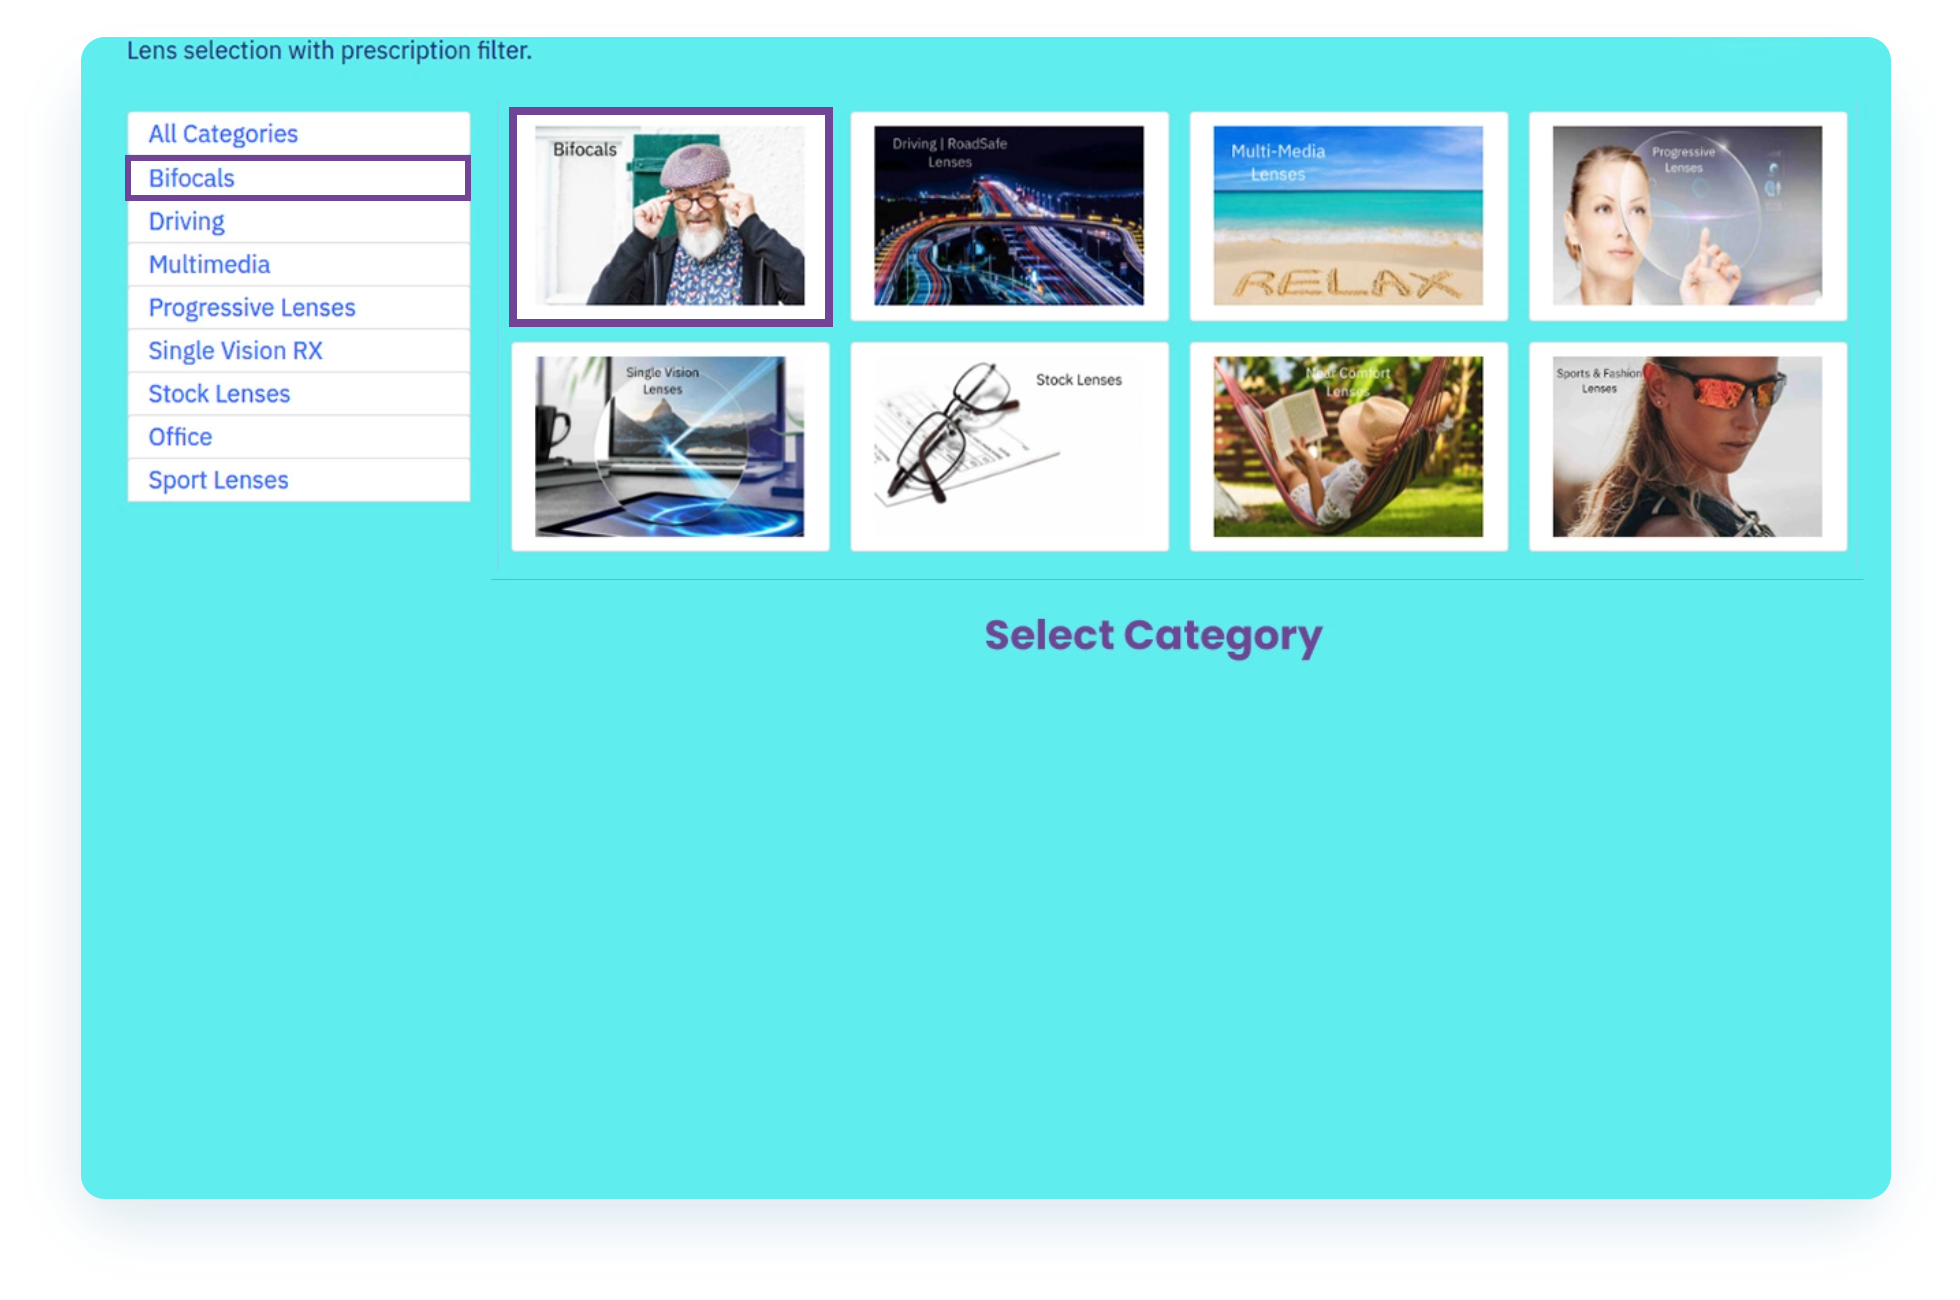 Lens selection with prescription filter.
All Categories
Bifocals
Driving
Multimedia
Progressive Lenses
Single Vision RX
Stock Lenses
Office
Sport Lenses
Bifocals
Driving | RoadSafe
Lenses
Multi-Media
Lenses
RELAX
Progressive
Lenses
Single Vision
Lenses
Stock Lenses
Near Comfort
Lenses
Sports & Fashion
Lenses
Select Category